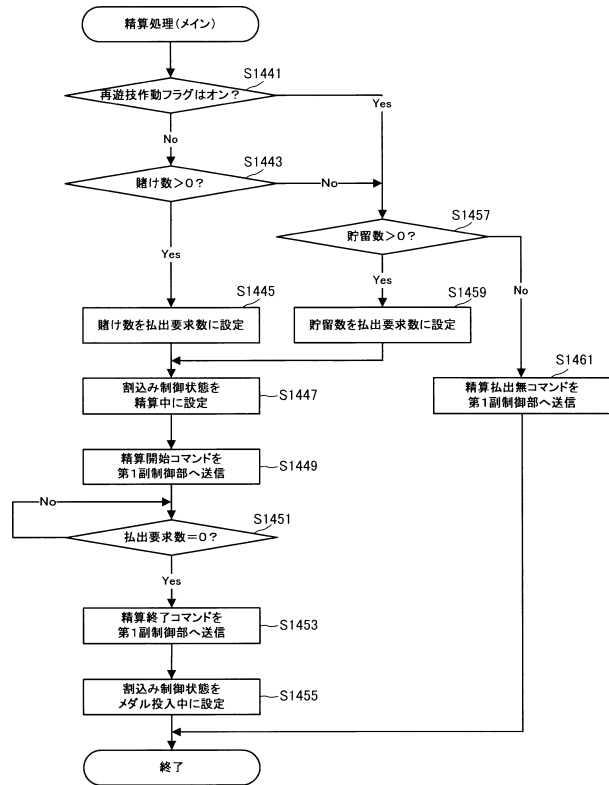 精算処理(メイン)
S1441
再遊技作動フラグはオン?
Yes
No
S1443
賭け数>0?
No
S1457
貯留数>0?
Yes
Yes
No
S1445
賭け数を払出要求数に設定
S1459
貯留数を払出要求数に設定
S1461
精算払出無コマンドを
第1副制御部へ送信
割込み制御状態を
精算中に設定
S1447
精算開始コマンドを
第1副制御部へ送信
S1449
No
S1451
払出要求数=0?
Yes
精算終了コマンドを
第1副制御部へ送信
S1453
割込み制御状態を
メダル投入中に設定
S1455
終了